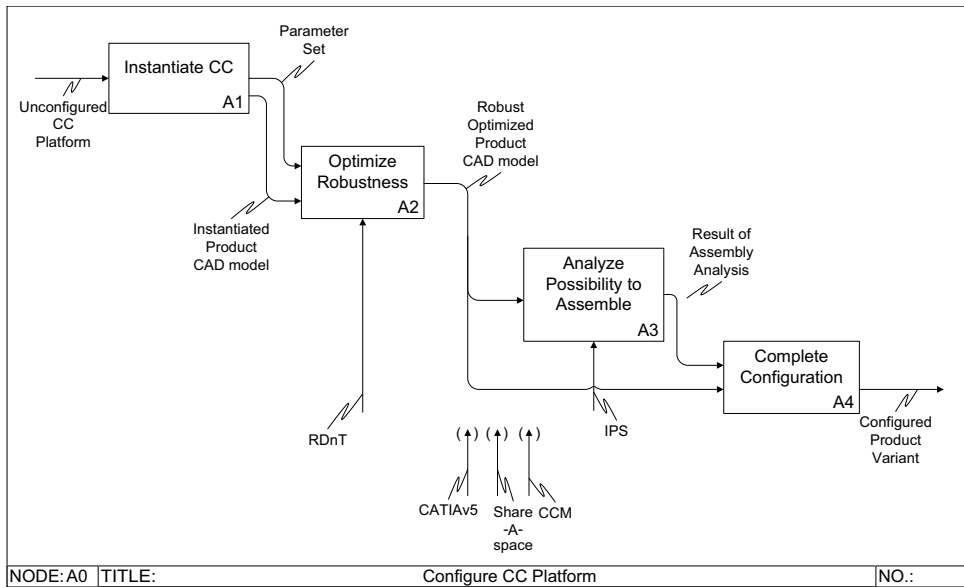 Parameter
Set
Instantiate CC
A1
Unconfigured
CC
Platform
Robust
Optimized
Product
CAD model
Optimize
Robustness
A2
Instantiated
Product
CAD model
Result of
Assembly
Analysis
Analyze
Possibility to
Assemble
A3
Complete
Configuration
A4
RDnT
IPS
Configured
Product
Variant
( ) ( ) ( )
CATIAv5
Share
-A-
space
CCM
NODE: A0 TITLE: Configure CC Platform NO.: